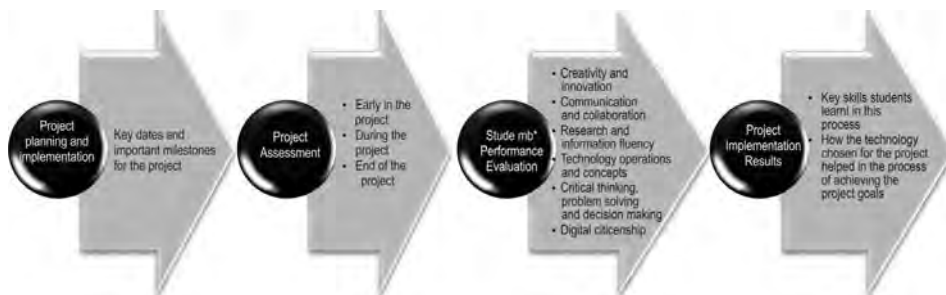 Project
planning and
implementation
Key dates and
important milestones
for the project
Project
Assessment
• Early in the
project
• During the
project
• End of the
project
Stude mb*
Performance
Evaluation
• Creativity and
innovation
• Communication and
collaboration
• Research and
information fluency
• Technology operations
and concepts
• Critical thinking,
problem solving
and decision making
• Digital citicenship
Project
Implementation
Results
• Key skills students
learnt in this
process
• How the technology
chosen for the project
helped in the process
of achieving the
project goals